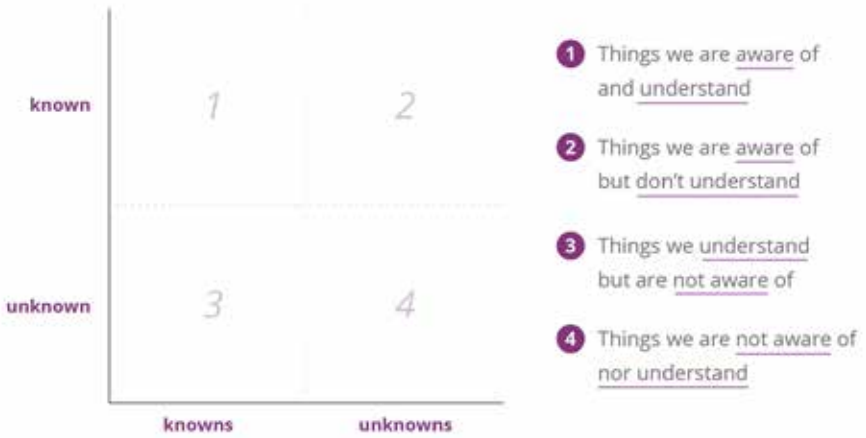 known
1
2
unknown
3
4
knowns
unknowns
1 Things we are aware of
and understand
2 Things we are aware of
but don't understand
3 Things we understand
but are not aware of
4 Things we are not aware of
nor understand